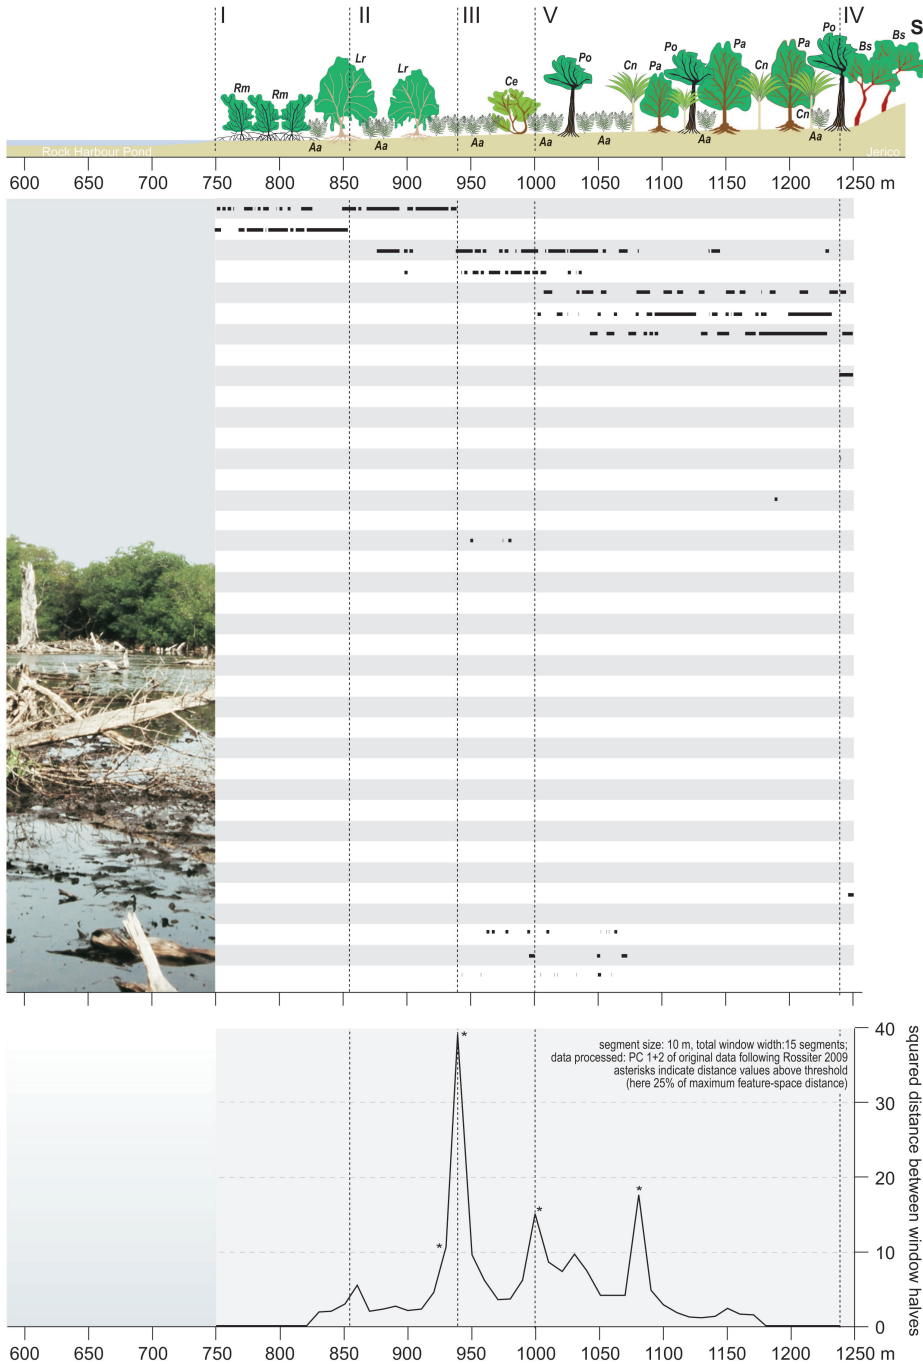 I II III V IV
S
Rm Rm Lr Lr Ce Po Cn Pa Po Pa Cn Pa Po Bs Bs
Cn
Aa Aa Aa Aa Aa Aa Aa
Rock Harbour Pond Jerico
600 650 700 750 800 850 900 950 1000 1050 1100 1150 1200 1250 m
segment size: 10 m, total window width:15 segments;
data processed: PC 1+2 of original data following Rossiter 2009
asterisks indicate distance values above threshold
(here 25% of maximum feature-space distance)
* * * *
40
30
20
10
0
squared distance between window halves
600 650 700 750 800 850 900 950 1000 1050 1100 1150 1200 1250 m